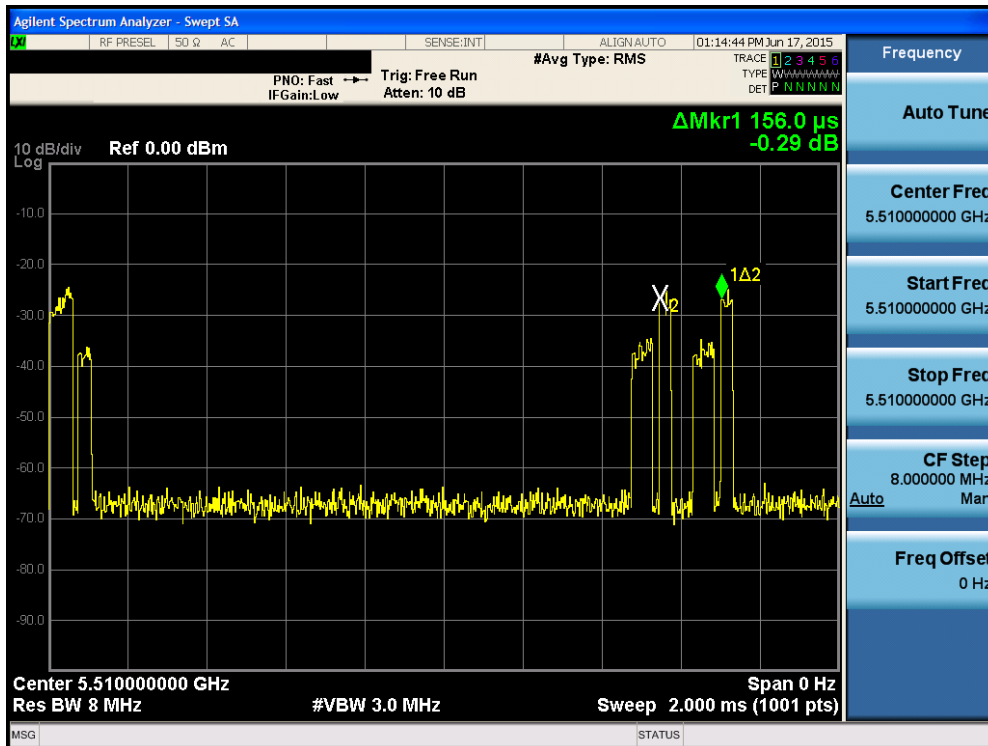 Agilent Spectrum Analyzer - Swept SA
LXI RF PRESEL 50 Ω AC SENSE:INT ALIGN AUTO 01:14:44 PM Jun 17, 2015
#Avg Type: RMS
TRACE 1 2 3 4 5 6
PNO: Fast Trig: Free Run
TYPE W
IFGain:Low Atten: 10 dB
DET P N N N N N
ΔMkr1 156.0 µs
-0.29 dB
10 dB/div Ref 0.00 dBm
Log
-10.0
-20.0
1Δ2
2
-30.0
-40.0
-50.0
-60.0
-70.0
-80.0
-90.0
Center 5.510000000 GHz Span 0 Hz
Res BW 8 MHz #VBW 3.0 MHz Sweep 2.000 ms (1001 pts)
MSG STATUS
Frequency
Auto Tune
Center Freq
5.510000000 GHz
Start Freq
5.510000000 GHz
Stop Freq
5.510000000 GHz
CF Step
8.000000 MHz
Auto Man
Freq Offset
0 Hz